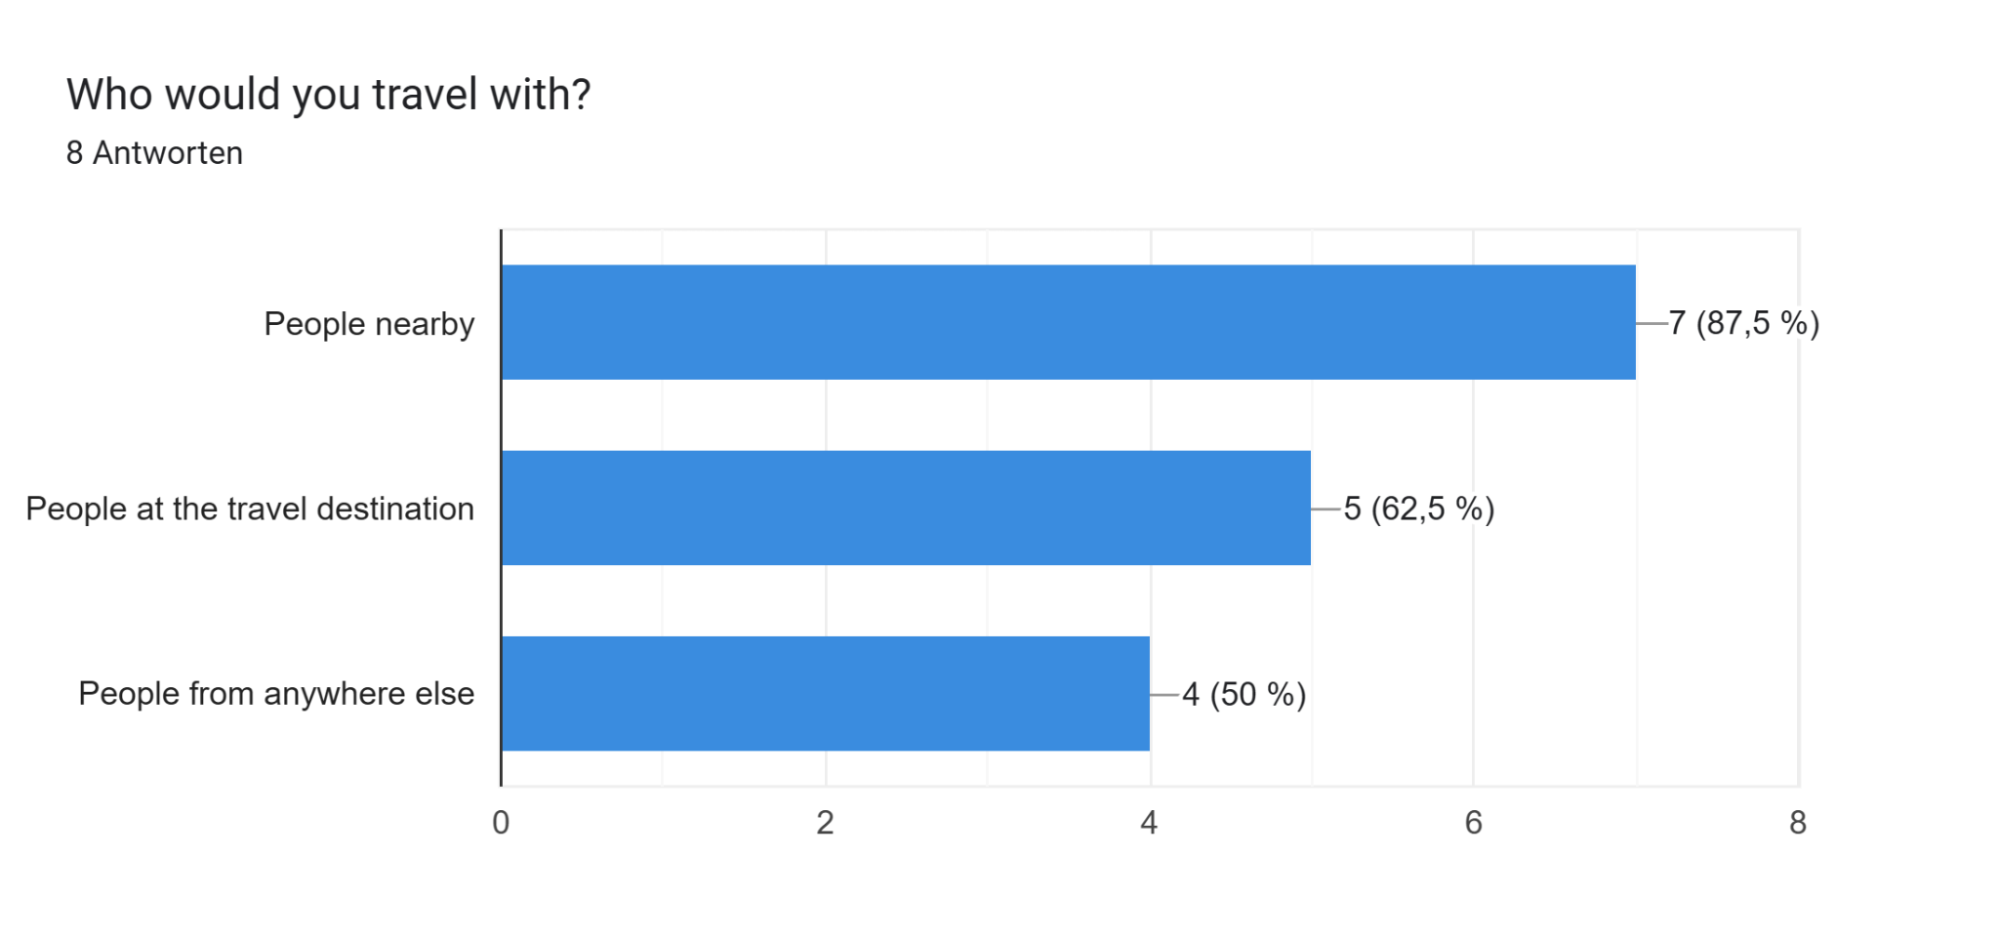 Who would you travel with?
8 Antworten
People nearby
7 (87,5 %)
People at the travel destination
5 (62,5 %)
People from anywhere else
4 (50 %)
0 2 4 6 8